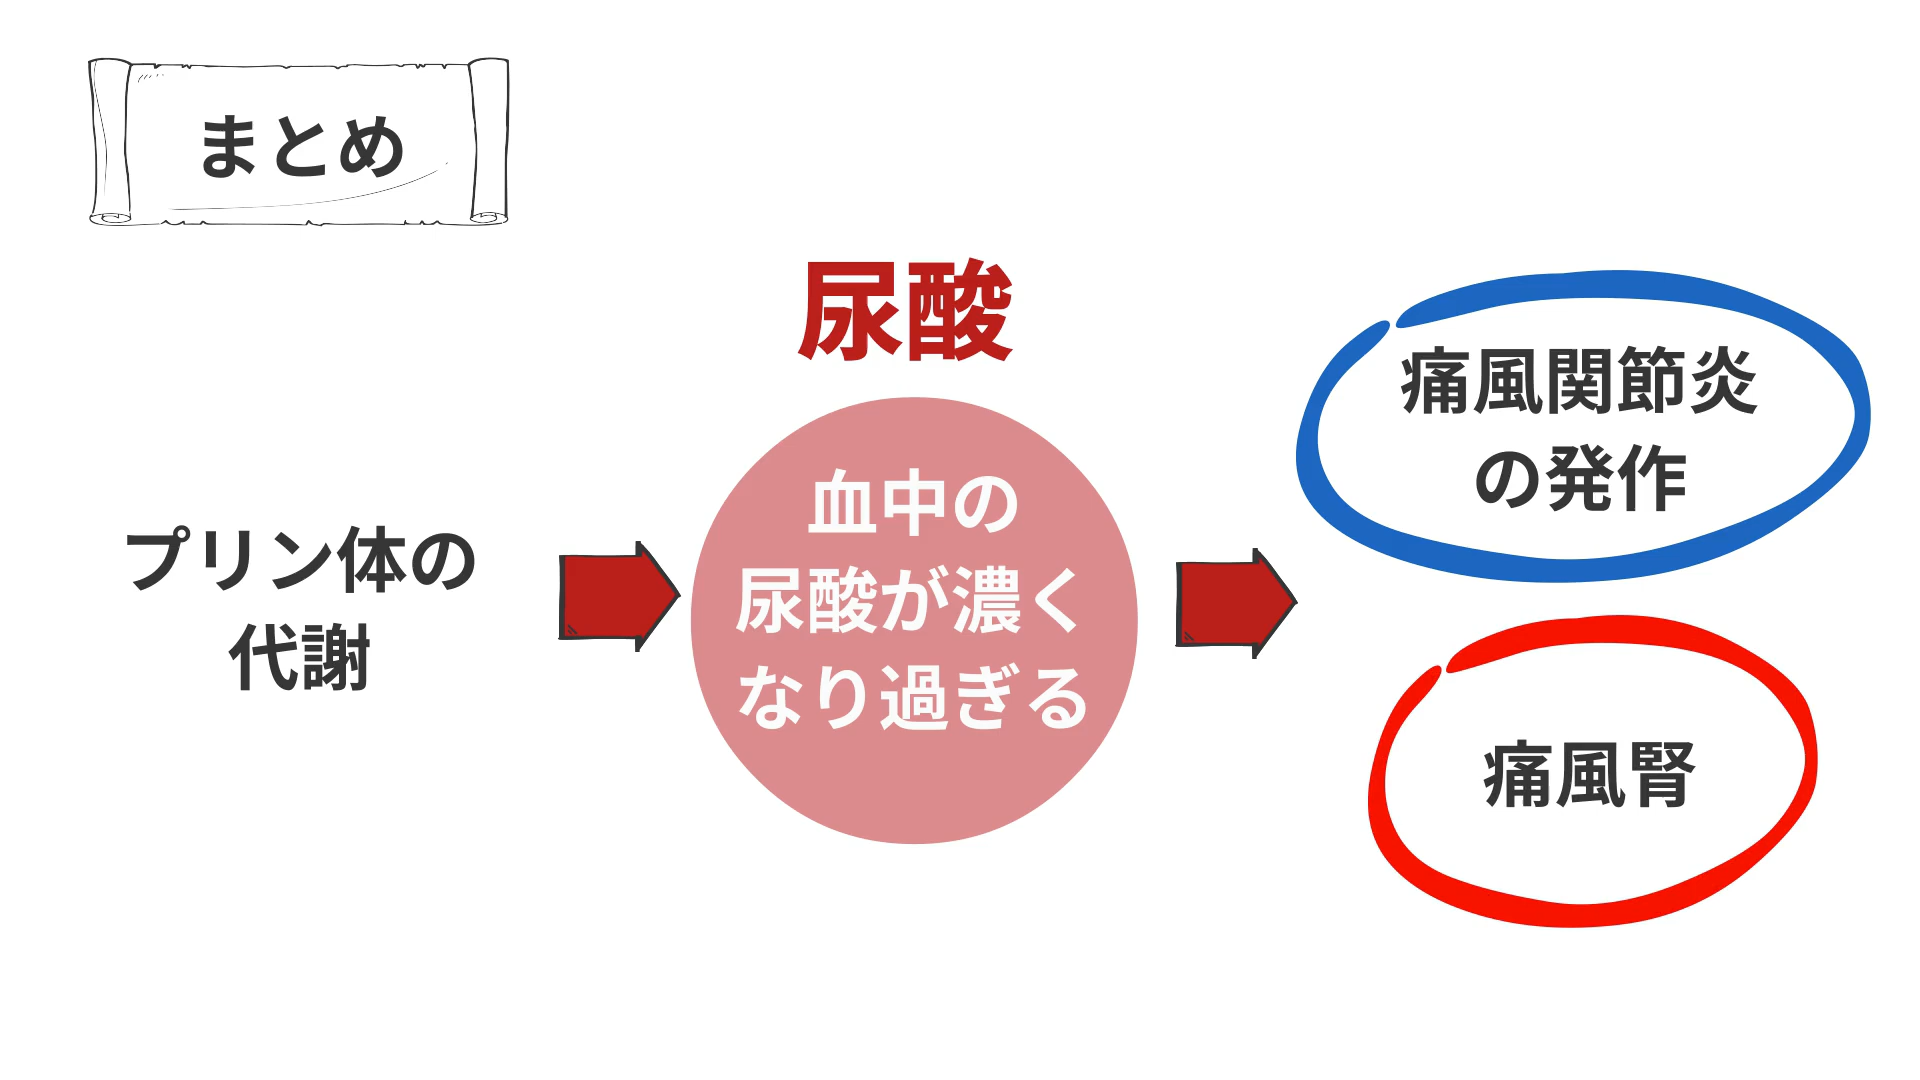 まとめ
プリン体の
代謝
尿酸
血中の
尿酸が濃く
なり過ぎる
痛風関節炎
の発作
痛風腎